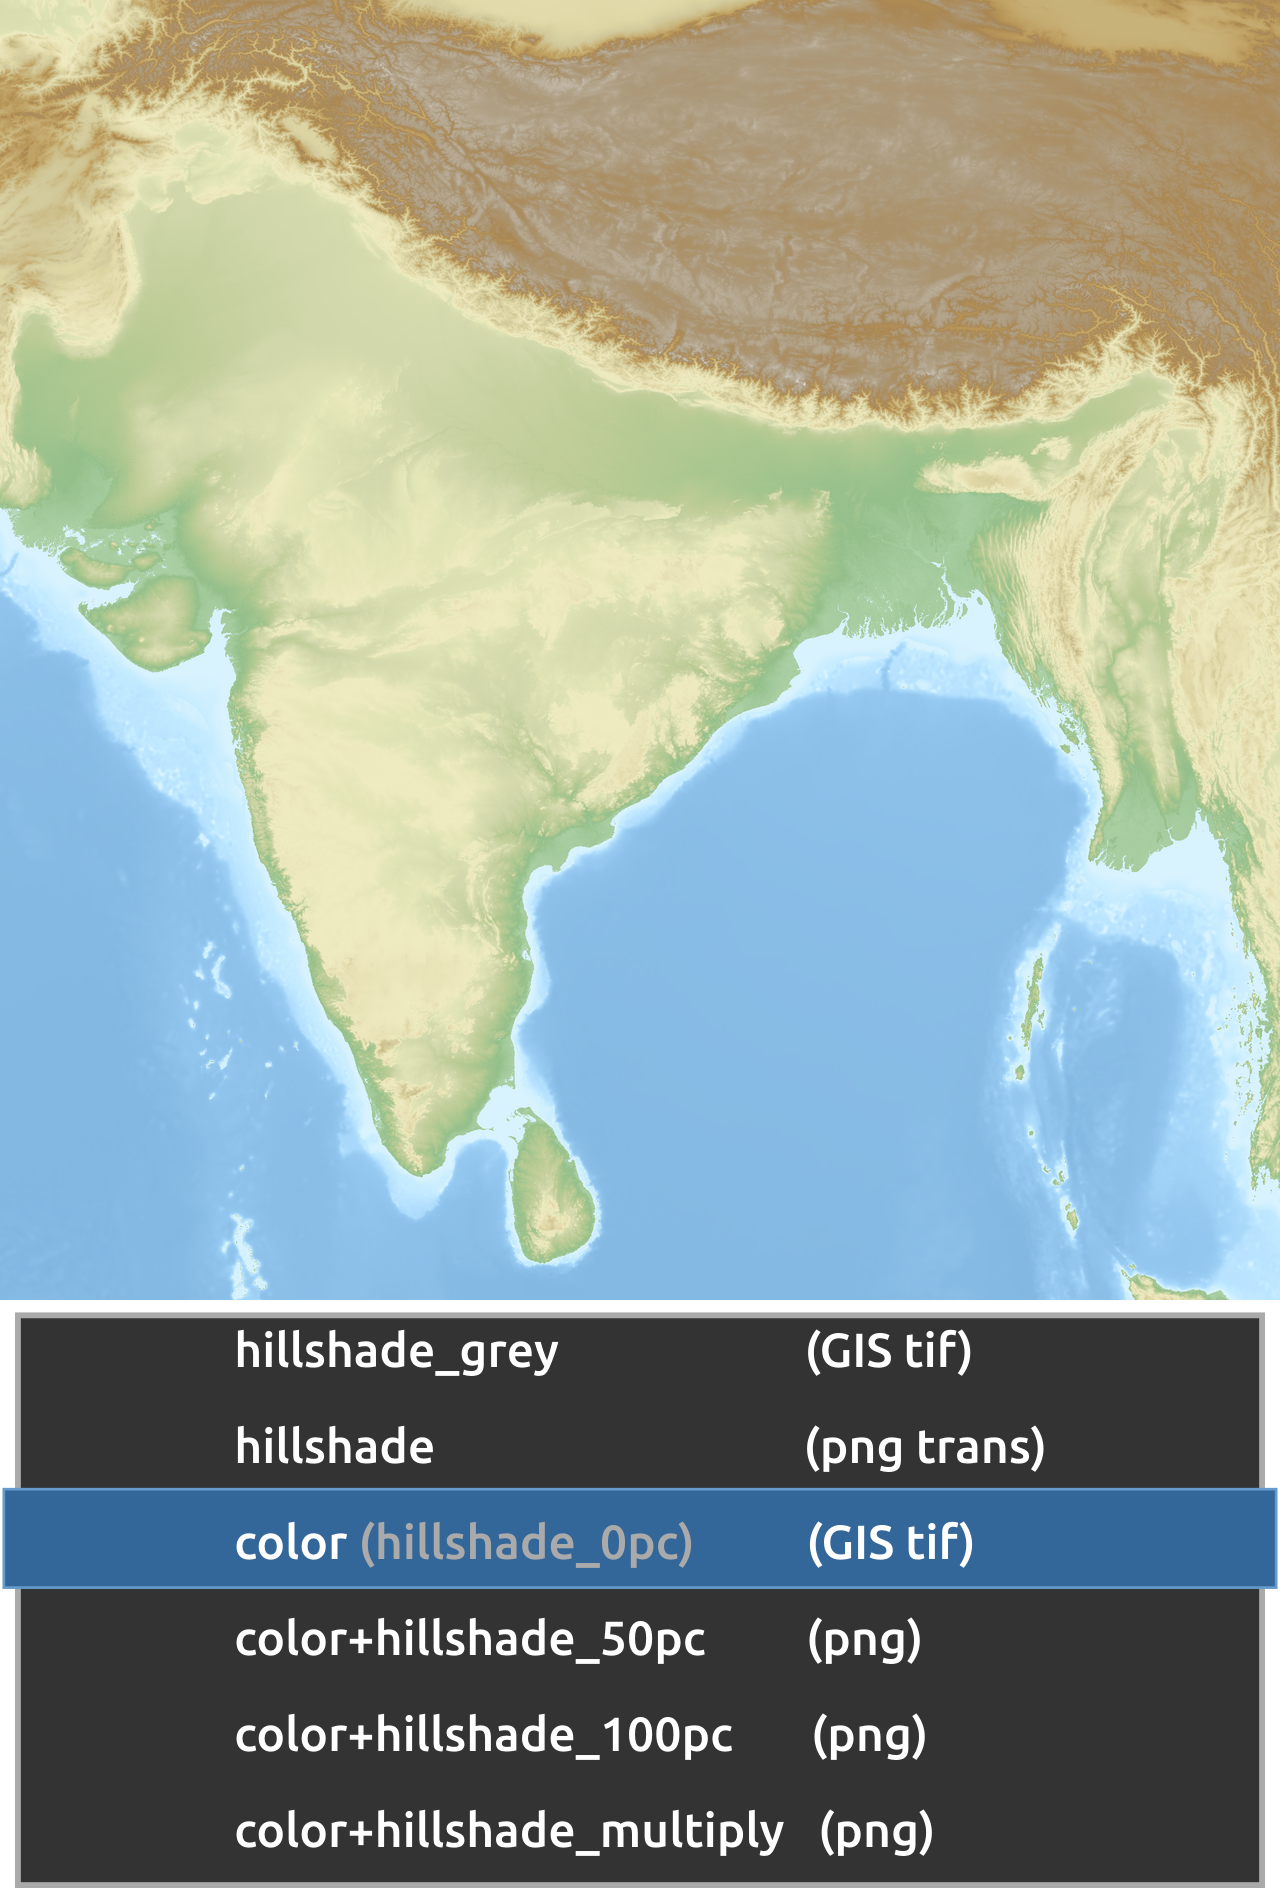 hillshade_grey (GIS tif)
hillshade (png trans)
color (hillshade_0pc) (GIS tif)
color+hillshade_50pc (png)
color+hillshade_100pc (png)
color+hillshade_multiply (png)